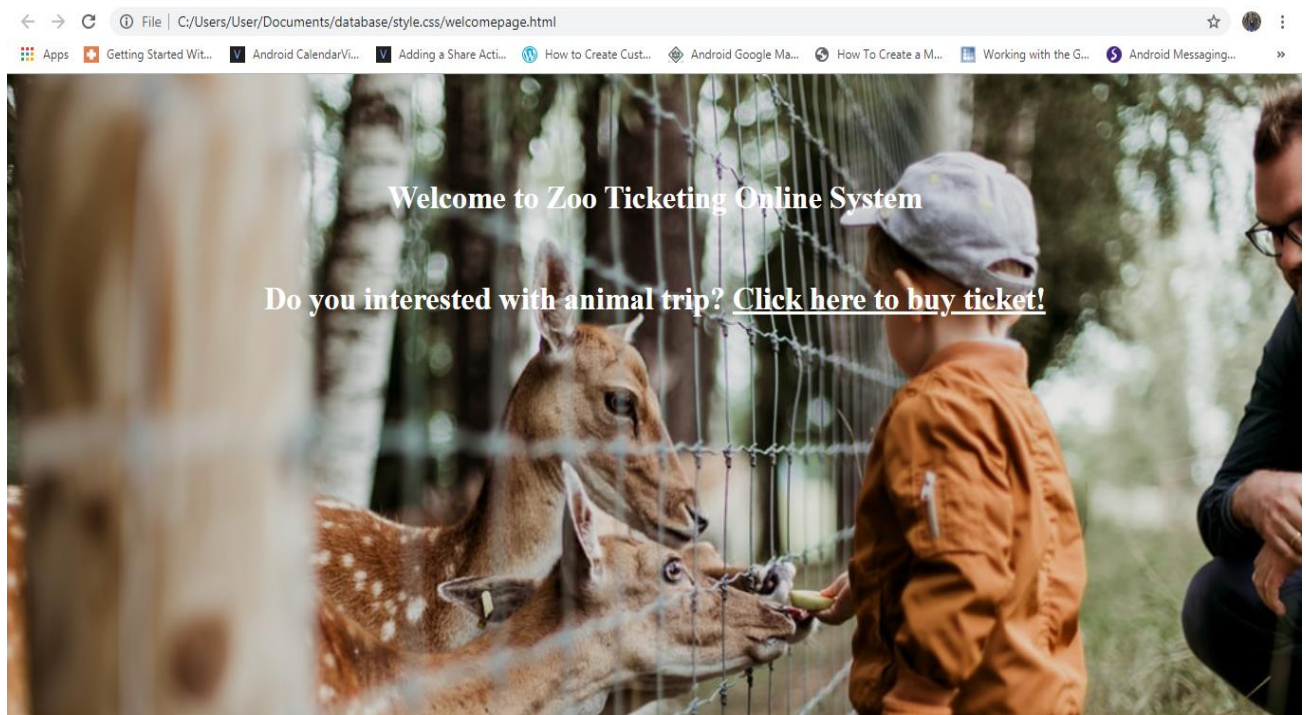 File | C:/Users/User/Documents/database/style.css/welcomepage.html
Apps Getting Started Wit... Android CalendarVi... Adding a Share Acti... How to Create Cust... Android Google Ma... How To Create a M... Working with the G... Android Messaging... »
Welcome to Zoo Ticketing Online System
Do you interested with animal trip? Click here to buy ticket!